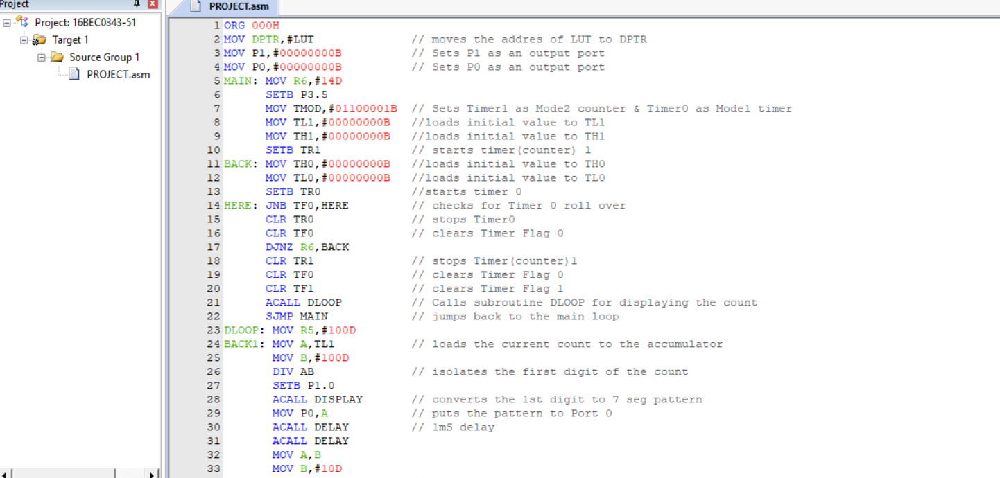 Project
PROJECT.asm
Project: 16BEC0343-51
Target 1
Source Group 1
PROJECT.asm
1 ORG 000H
2 MOV DPTR,#LUT // moves the addres of LUT to DPTR
3 MOV P1,#00000000B // Sets P1 as an output port
4 MOV P0,#00000000B // Sets P0 as an output port
5 MAIN: MOV R6,#14D
6 SETB P3.5
7 MOV TMOD,#01100001B // Sets Timer1 as Mode2 counter & Timer0 as Mode1 timer
8 MOV TL1,#00000000B //loads initial value to TL1
9 MOV TH1,#00000000B //loads initial value to TH1
10 SETB TR1 // starts timer(counter) 1
11 BACK: MOV TH0,#00000000B //loads initial value to TH0
12 MOV TL0,#00000000B //loads initial value to TL0
13 SETB TR0 //starts timer 0
14 HERE: JNB TF0,HERE // checks for Timer 0 roll over
15 CLR TR0 // stops Timer0
16 CLR TF0 // clears Timer Flag 0
17 DJNZ R6,BACK
18 CLR TR1 // stops Timer(counter)1
19 CLR TF0 // clears Timer Flag 0
20 CLR TF1 // clears Timer Flag 1
21 ACALL DLOOP // Calls subroutine DLOOP for displaying the count
22 SJMP MAIN // jumps back to the main loop
23 DLOOP: MOV R5,#100D
24 BACK1: MOV A,TL1 // loads the current count to the accumulator
25 MOV B,#100D
26 DIV AB // isolates the first digit of the count
27 SETB P1.0
28 ACALL DISPLAY // converts the 1st digit to 7 seg pattern
29 MOV P0,A // puts the pattern to Port 0
30 ACALL DELAY // 1mS delay
31 ACALL DELAY
32 MOV A,B
33 MOV B,#10D